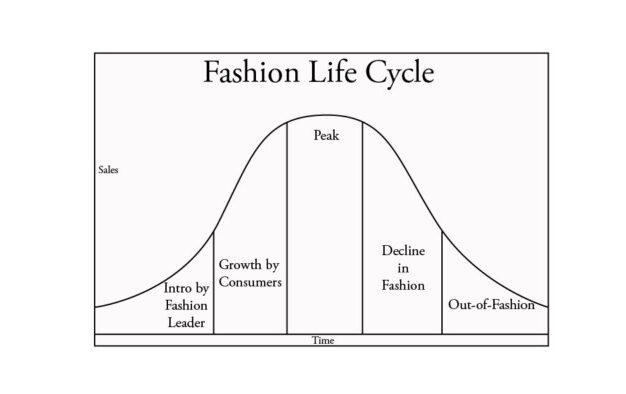 Fashion Life Cycle
Peak
Sales
Growth by
Consumers
Intro by
Fashion
Leader
Decline
in
Fashion
Out-of-Fashion
Time